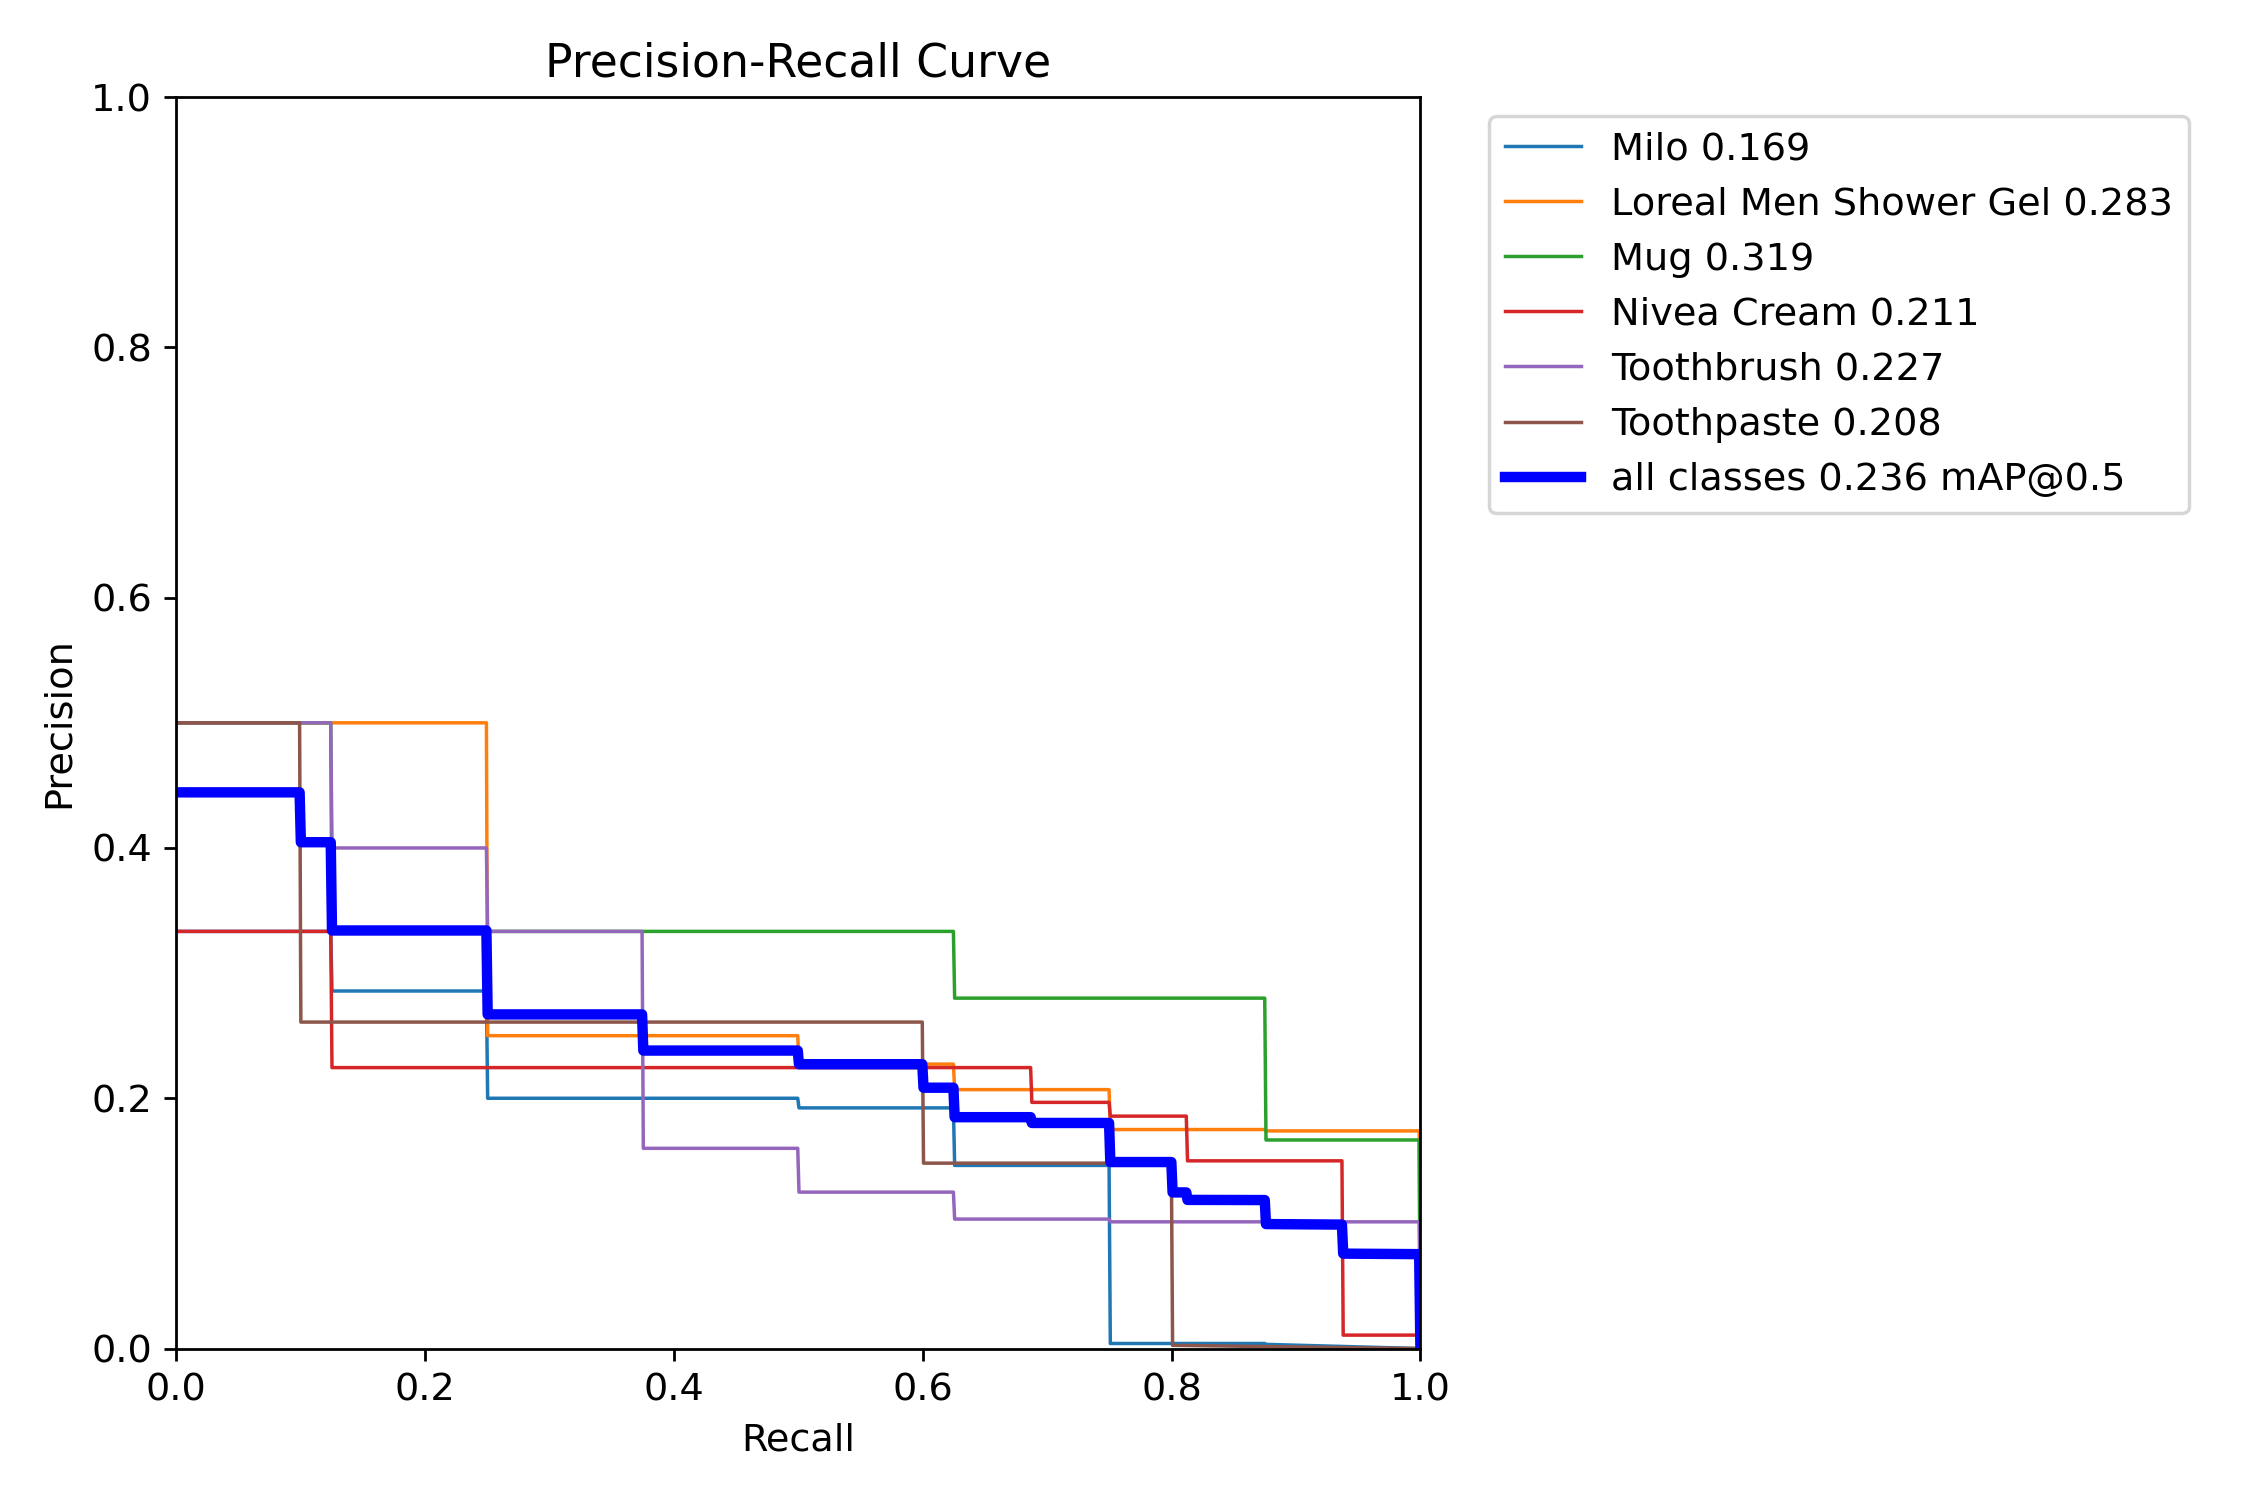 Precision-Recall Curve
1.0
0.8
0.6
0.4
0.2
0.0
Precision
0.0 0.2 0.4 0.6 0.8 1.0
Recall
Milo 0.169
Loreal Men Shower Gel 0.283
Mug 0.319
Nivea Cream 0.211
Toothbrush 0.227
Toothpaste 0.208
all classes 0.236 mAP@0.5